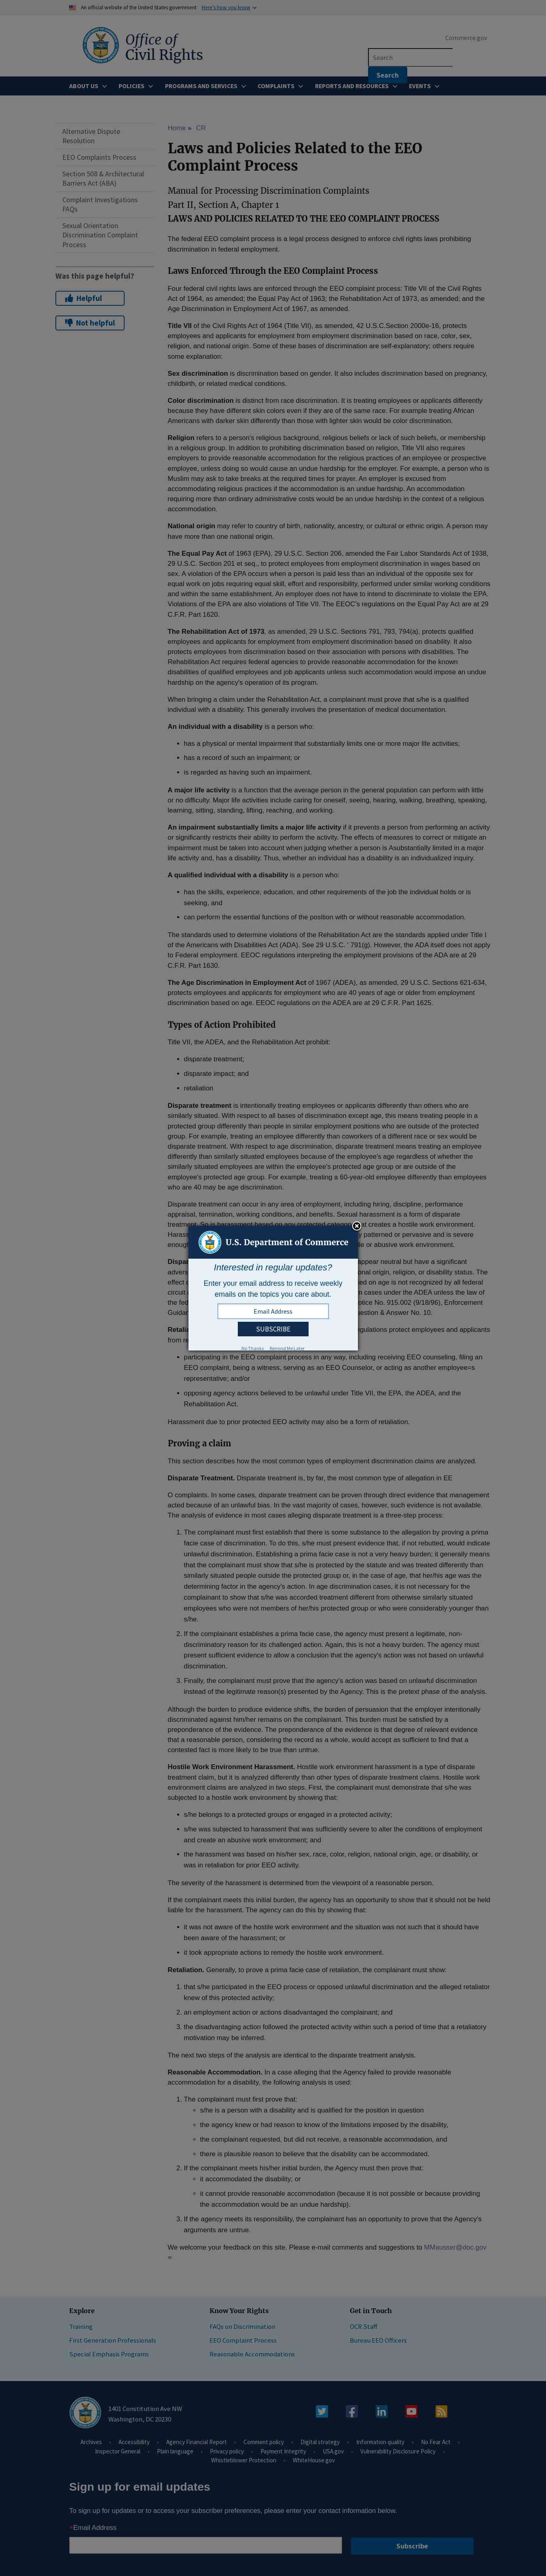 An official website of the United States government Here's how you know
Office of
Civil Rights
Commerce.gov
Search
Search
ABOUT US
POLICIES
PROGRAMS AND SERVICES
COMPLAINTS
REPORTS AND RESOURCES
EVENTS
Alternative Dispute
Resolution
EEO Complaints Process
Section 508 & Architectural
Barriers Act (ABA)
Complaint Investigations
FAQs
Sexual Orientation
Discrimination Complaint
Process
Was this page helpful?
Helpful
Not helpful
Home » CR
Laws and Policies Related to the EEO
Complaint Process
Manual for Processing Discrimination Complaints
Part II, Section A, Chapter 1
LAWS AND POLICIES RELATED TO THE EEO COMPLAINT PROCESS
The federal EEO complaint process is a legal process designed to enforce civil rights laws prohibiting
discrimination in federal employment.
Laws Enforced Through the EEO Complaint Process
Four federal civil rights laws are enforced through the EEO complaint process: Title VII of the Civil Rights
Act of 1964, as amended; the Equal Pay Act of 1963; the Rehabilitation Act of 1973, as amended; and the Age
Discrimination in Employment Act of 1967, as amended.
Title VII of the Civil Rights Act of 1964 (Title VII), as amended, 42 U.S.C.Section 2000e-16, protects
employees and applicants for employment from employment discrimination based on race, color, sex,
religion, and national origin. Some of these bases of discrimination are self-explanatory; others require
some explanation:
Sex discrimination is discrimination based on gender. It also includes discrimination based on pregnancy,
childbirth, or related medical conditions.
Color discrimination is distinct from race discrimination. It is treating employees or applicants differently
because they have different skin colors even if they are of the same race. For example discrimination favoring African
Americans with darker skin color over those with lighter skin color is color discrimination.
Religion refers to a person's religious background, religious beliefs or lack of such beliefs, or membership
in a religious group. In addition to prohibiting discrimination based on religion, Title VII also requires
employers to provide reasonable accommodation for the religious practices of an employee or prospective
employee, unless doing so would cause an undue hardship for the employer. For example, a person who is
Muslim may ask to take breaks at the required times for prayer. An employer is excused from
accommodating religious practices if the accommodation is an undue hardship. A religious accommodation
requiring more than ordinary administrative costs would be an undue hardship in the context of a religious
accommodation.
National origin may refer to country of birth, nationality, ancestry, or cultural or ethnic origin. A person may
have more than one national origin.
The Equal Pay Act of 1963 (EPA), 29 U.S.C. Section 206, amended the Fair Labor Standards Act of 1938,
29 U.S.C. Section 201 et seq., to protect employees from employment discrimination in wages based on
sex. A violation of the EPA occurs when a person is paid less than someone of the opposite sex for
equal work on jobs requiring equal skill, effort and responsibility, performed under similar working conditions
and within the same establishment. An employer does not have to intend to discriminate to violate the EPA.
Violations of the EPA are also violations of Title VII. The EEOC's regulations on the Equal Pay Act are at 29
C.F.R. Part 1620.
The Rehabilitation Act of 1973, as amended, 29 U.S.C. Sections 791, 793, 794(a), protects qualified
employees and applicants for employment from employment discrimination based on disability. It also
protects employees from discrimination based on their association with persons with disabilities. The
Rehabilitation Act requires federal agencies to provide reasonable accommodation for the known
disabilities of qualified employees and job applicants unless such accommodation would impose an undue
hardship on the agency's operation of its program.
When bringing a claim under the Rehabilitation Act, a complainant must prove that s/he is a qualified
individual with a disability. This generally involves the presentation of medical documentation.
An individual with a disability is a person who:
• has a physical or mental impairment that substantially limits one or more major life activities;
• has a record of such an impairment; or
• is regarded as having such an impairment.
A major life activity is a function that the average person in the general population can perform with little
or no difficulty. Major life activities include caring for oneself, seeing, hearing, walking, breathing, speaking,
learning, sitting, standing, lifting, reaching, and working.
An impairment substantially limits a major life activity if it prevents a person from performing an activity
or significantly restricts their ability to perform the activity. The effects of measures to correct or mitigate an
impairment must be taken into account when judging whether a person is Asubstantially limited in a major
life activity and, has a disability. Thus, whether an individual has a disability is an individualized inquiry.
A qualified individual with a disability is a person who:
• has the skills, experience, education, and other requirements of the job the individual holds or is
seeking, and
• can perform the essential functions of the position with or without reasonable accommodation.
The standards used to determine violations of the Rehabilitation Act are the standards applied under Title I
of the Americans with Disabilities Act (ADA). See 29 U.S.C. ' 791(g). However, the ADA itself does not apply
to Federal employment. EEOC regulations interpreting the employment provisions of the ADA are at 29
C.F.R. Part 1630.
The Age Discrimination in Employment Act of 1967 (ADEA), as amended, 29 U.S.C. Sections 621-634,
protects employees and applicants for employment who are 40 years of age or older from employment
discrimination based on age. EEOC regulations on the ADEA are at 29 C.F.R. Part 1625.
Types of Action Prohibited
Title VII, the ADEA, and the Rehabilitation Act prohibit:
• disparate treatment;
• disparate impact; and
• retaliation
Disparate treatment is intentionally treating employees or applicants differently than others who are
similarly situated. With respect to all bases of discrimination except age, this means treating people in a
protected group differently than people in similar situations who are outside of the protected group.
For example, treating an employee differently than coworkers of a different race or sex would be
disparate treatment. With respect to age discrimination, disparate treatment means treating employees
differently than similarly situated employees because of the employee's age regardless of whether the
similarly situated employees are within the employee's protected age group or are outside of the
employee's protected age group. For example, treating a 60-year-old employee differently than employees
who are 40 may be age discrimination.
Disparate treatment can occur in any area of employment, including hiring, discipline, performance
appraisal, termination, working conditions, and benefits. Sexual harassment is a form of disparate
U.S. Department of Commerce
Interested in regular updates?
Enter your email address to receive weekly
emails on the topics you care about.
Email Address
SUBSCRIBE
No Thanks Remind Me Later
• participating in the EEO complaint process in any way, including receiving EEO counseling, filing an
EEO complaint, being a witness, serving as an EEO Counselor, or acting as another employee=s
representative; and/or
• opposing agency actions believed to be unlawful under Title VII, the EPA, the ADEA, and the
Rehabilitation Act.
Harassment due to prior protected EEO activity may also be a form of retaliation.
Proving a claim
This section describes how the most common types of employment discrimination claims are analyzed.
Disparate Treatment. Disparate treatment is, by far, the most common type of allegation in EE
O complaints. In some cases, disparate treatment can be proven through direct evidence that management
acted because of an unlawful bias. In the vast majority of cases, however, such evidence is not available.
The analysis of evidence in most cases alleging disparate treatment is a three-step process:
1. The complainant must first establish that there is some substance to the allegation by proving a prima
facie case of discrimination. To do this, s/he must present evidence that, if not rebutted, would indicate
unlawful discrimination. Establishing a prima facie case is not a very heavy burden; it generally means
that the complainant must show that s/he is protected by the statute and was treated differently than
similarly situated people outside the protected group or, in the case of age, that his/her age was the
determining factor in the agency's action. In age discrimination cases, it is not necessary for the
complainant to show that s/he was accorded treatment different from otherwise similarly situated
employees who were not members of her/his protected group or who were considerably younger than
s/he.
2. If the complainant establishes a prima facie case, the agency must present a legitimate, non-
discriminatory reason for its challenged action. Again, this is not a heavy burden. The agency must
present sufficient evidence to allow a conclusion that the agency's action was not based on unlawful
discrimination.
3. Finally, the complainant must prove that the agency's action was based on unlawful discrimination
instead of the legitimate reason(s) presented by the Agency. This is the pretext phase of the analysis.
Although the burden to produce evidence shifts, the complainant bears the burden of proving that the employer
discriminated against him/her remains on the complainant. This burden must be satisfied by a
preponderance of the evidence. The preponderance of the evidence is that degree of relevant evidence
that a reasonable person, considering the record as a whole, would accept as sufficient to find that a
contested fact is more likely to be true than untrue.
Hostile Work Environment Harassment. Hostile work environment harassment is a type of disparate
treatment claim, but it is analyzed differently than other types of disparate treatment claims. Hostile work
environment claims are analyzed in two steps. First, the complainant must demonstrate that s/he was
subjected to a hostile work environment by showing that:
• s/he belongs to a protected groups or engaged in a protected activity;
• s/he was subjected to harassment that was sufficiently severe to alter the conditions of employment
and create an abusive work environment; and
• the harassment was based on his/her sex, race, color, religion, national origin, age, or disability, or
was in retaliation for prior EEO activity.
The severity of the harassment is determined from the viewpoint of a reasonable person.
If the complainant meets this initial burden, the agency has an opportunity to show that it should not be held
liable for the harassment. The agency can do this by showing that:
• it was not aware of the hostile work environment and the situation was not such that it should have
been aware of the harassment; or
• it took appropriate actions to remedy the hostile work environment.
Retaliation. Generally, to prove a prima facie case of retaliation, the complainant must show:
1. that s/he participated in the EEO process or opposed unlawful discrimination and the alleged retaliator
knew of this protected activity;
2. an employment action or actions disadvantaged the complainant; and
3. the disadvantaging action followed the protected activity within such a period of time that a retaliatory
motivation may be inferred.
The next two steps of the analysis are identical to the disparate treatment analysis.
Reasonable Accommodation. In a case alleging that the Agency failed to provide reasonable
accommodation for a disability, the following analysis is used:
1. The complainant must first prove that:
◦ s/he is a person with a disability and is qualified for the position in question
◦ the agency knew or had reason to know of the limitations imposed by the disability,
◦ the complainant requested, but did not receive, a reasonable accommodation, and
◦ there is plausible reason to believe that the disability can be accommodated.
2. If the complainant meets his/her initial burden, the Agency must then prove that:
◦ it accommodated the disability; or
◦ it cannot provide reasonable accommodation (because it is not possible or because providing
the accommodation would be an undue hardship).
3. If the agency meets its responsibility, the complainant has an opportunity to prove that the Agency's
arguments are untrue.
We welcome your feedback on this site. Please e-mail comments and suggestions to MMausser@doc.gov
Explore
Training
First Generation Professionals
Special Emphasis Programs
Know Your Rights
FAQs on Discrimination
EEO Complaint Process
Reasonable Accommodations
Get in Touch
OCR Staff
Bureau EEO Officers
1401 Constitution Ave NW
Washington, DC 20230
Archives
Accessibility
Agency Financial Report
Comment policy
Digital strategy
Information quality
No Fear Act
Inspector General
Plain language
Privacy policy
Payment Integrity
USA.gov
Vulnerability Disclosure Policy
Whistleblower Protection
WhiteHouse.gov
Sign up for email updates
To sign up for updates or to access your subscriber preferences, please enter your contact information below.
*Email Address
Subscribe